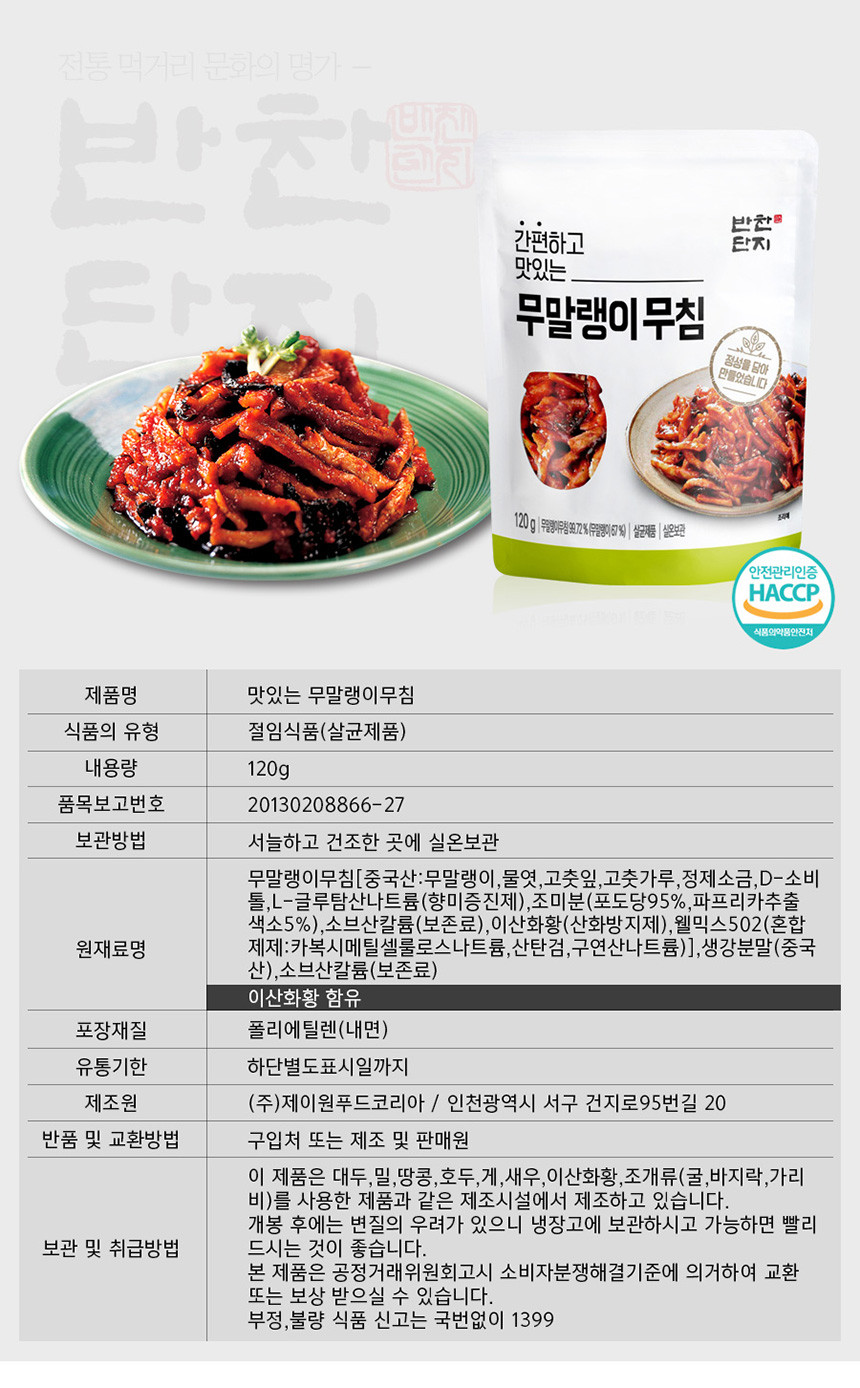 전통 먹거리 문화의 명가 –
반찬
단지
반찬
단지
간편하고
맛있는
무말랭이무침
반찬
단지
정성을 담아
만들었습니다
120 g | 무말랭이무침 99.72 % (무말랭이 67 %) | 살균제품 | 실온보관
조리예
안전관리인증
HACCP
식품의약품안전처
제품명 맛있는 무말랭이무침
식품의 유형 절임식품(살균제품)
내용량 120g
품목보고번호 20130208866-27
보관방법 서늘하고 건조한 곳에 실온보관
원재료명
무말랭이무침[중국산:무말랭이,물엿,고춧잎,고춧가루,정제소금,D-소비
톨,L-글루탐산나트륨(향미증진제),조미분(포도당95%,파프리카추출
색소5%),소브산칼륨(보존료),이산화황(산화방지제),웰믹스502(혼합
제제:카복시메틸셀룰로스나트륨,산탄검,구연산나트륨)],생강분말(중국
산),소브산칼륨(보존료)
이산화황 함유
포장재질 폴리에틸렌(내면)
유통기한 하단별도표시일까지
제조원 (주)제이원푸드코리아 / 인천광역시 서구 건지로95번길 20
반품 및 교환방법 구입처 또는 제조 및 판매원
보관 및 취급방법
이 제품은 대두,밀,땅콩,호두,게,새우,이산화황,조개류(굴,바지락,가리
비)를 사용한 제품과 같은 제조시설에서 제조하고 있습니다.
개봉 후에는 변질의 우려가 있으니 냉장고에 보관하시고 가능하면 빨리
드시는 것이 좋습니다.
본 제품은 공정거래위원회고시 소비자분쟁해결기준에 의거하여 교환
또는 보상 받으실 수 있습니다.
부정,불량 식품 신고는 국번없이 1399